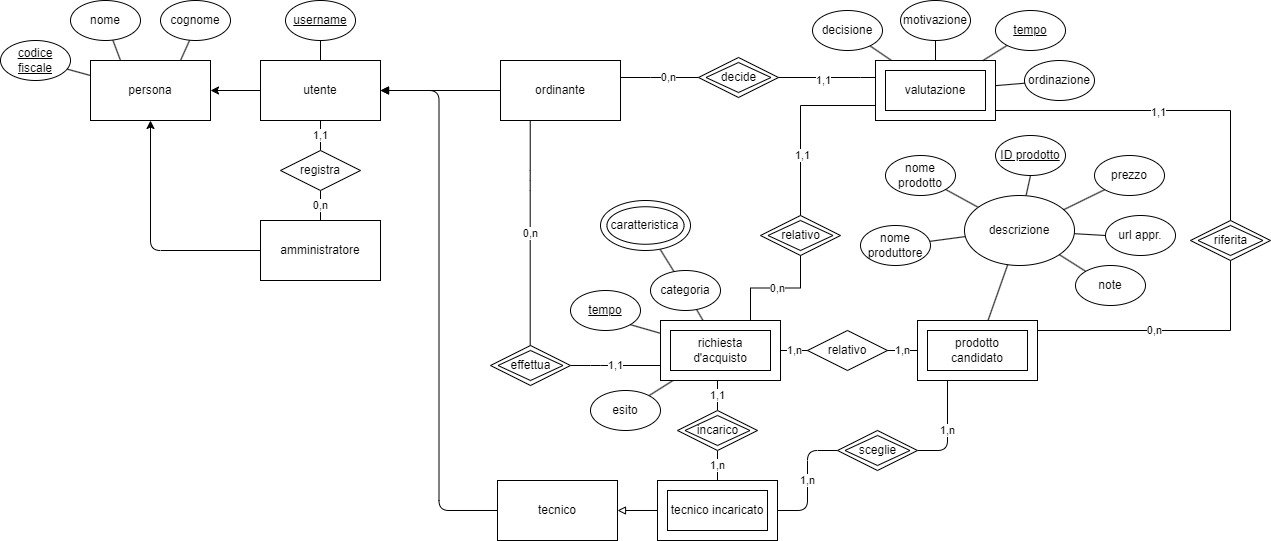 nome
cognome
username
codice
fiscale
persona
utente
ordinante
0,n
decide
1,1
decisione
motivazione
tempo
ordinazione
valutazione
1,1
registra
0,n
amministratore
1,1
1,1
relativo
0,n
nome
prodotto
ID prodotto
prezzo
nome
produttore
descrizione
url appr.
note
riferita
0,n
0,n
caratteristica
categoria
tempo
richiesta
d'acquisto
1,n
relativo
1,n
prodotto
candidato
effettua
1,1
esito
1,1
incarico
1,n
sceglie
1,n
1,n
tecnico
tecnico incaricato